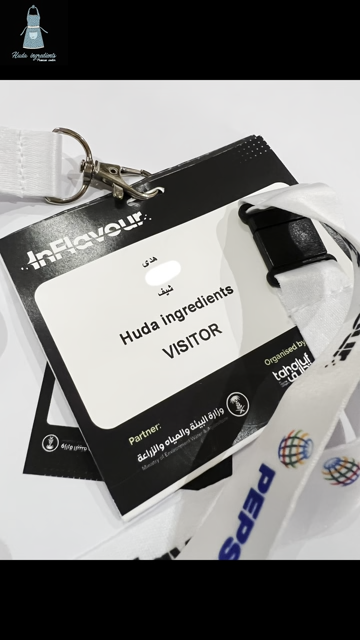 Huda ingredients
InFlavour
هدى
شيف
Huda ingredients
VISITOR
Organised by
tahaluf
Partner:
وزارة البيئة والمياه والزراعة
Ministry of Environment Water & Agriculture
PEPS